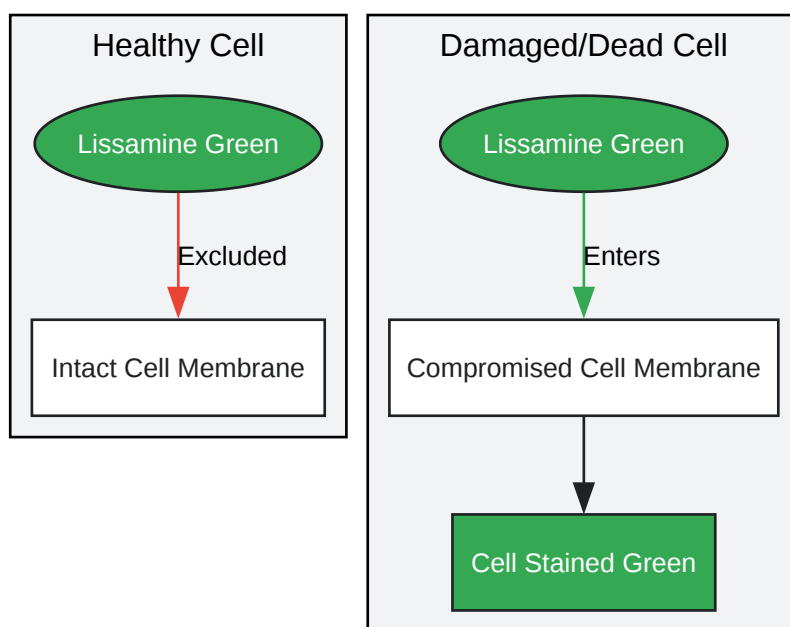 Healthy Cell
Lissamine Green
Excluded
Intact Cell Membrane
Damaged/Dead Cell
Lissamine Green
Enters
Compromised Cell Membrane
Cell Stained Green